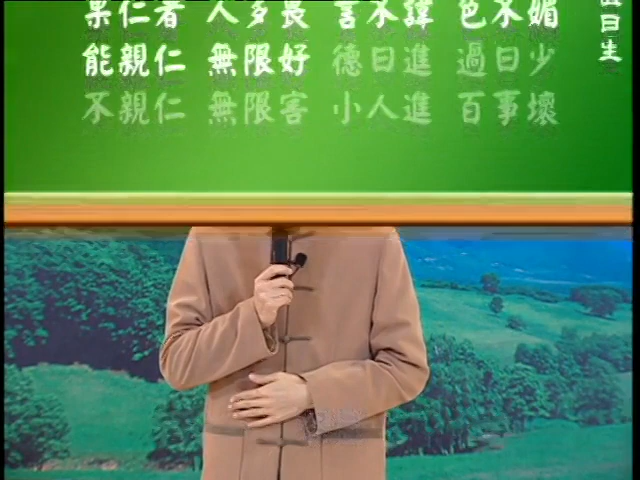 果仁者 人多畏 言不諱 色不媚
能親仁 無限好 德日進 過日少
不親仁 無限害 小人進 百事壞